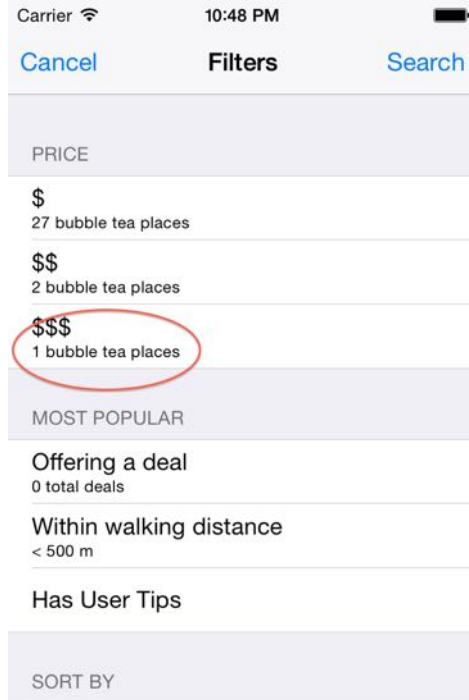 Carrier 10:48 PM
Cancel Filters Search
PRICE
$
27 bubble tea places
$$
2 bubble tea places
$$$
1 bubble tea places
MOST POPULAR
Offering a deal
0 total deals
Within walking distance
< 500 m
Has User Tips
SORT BY